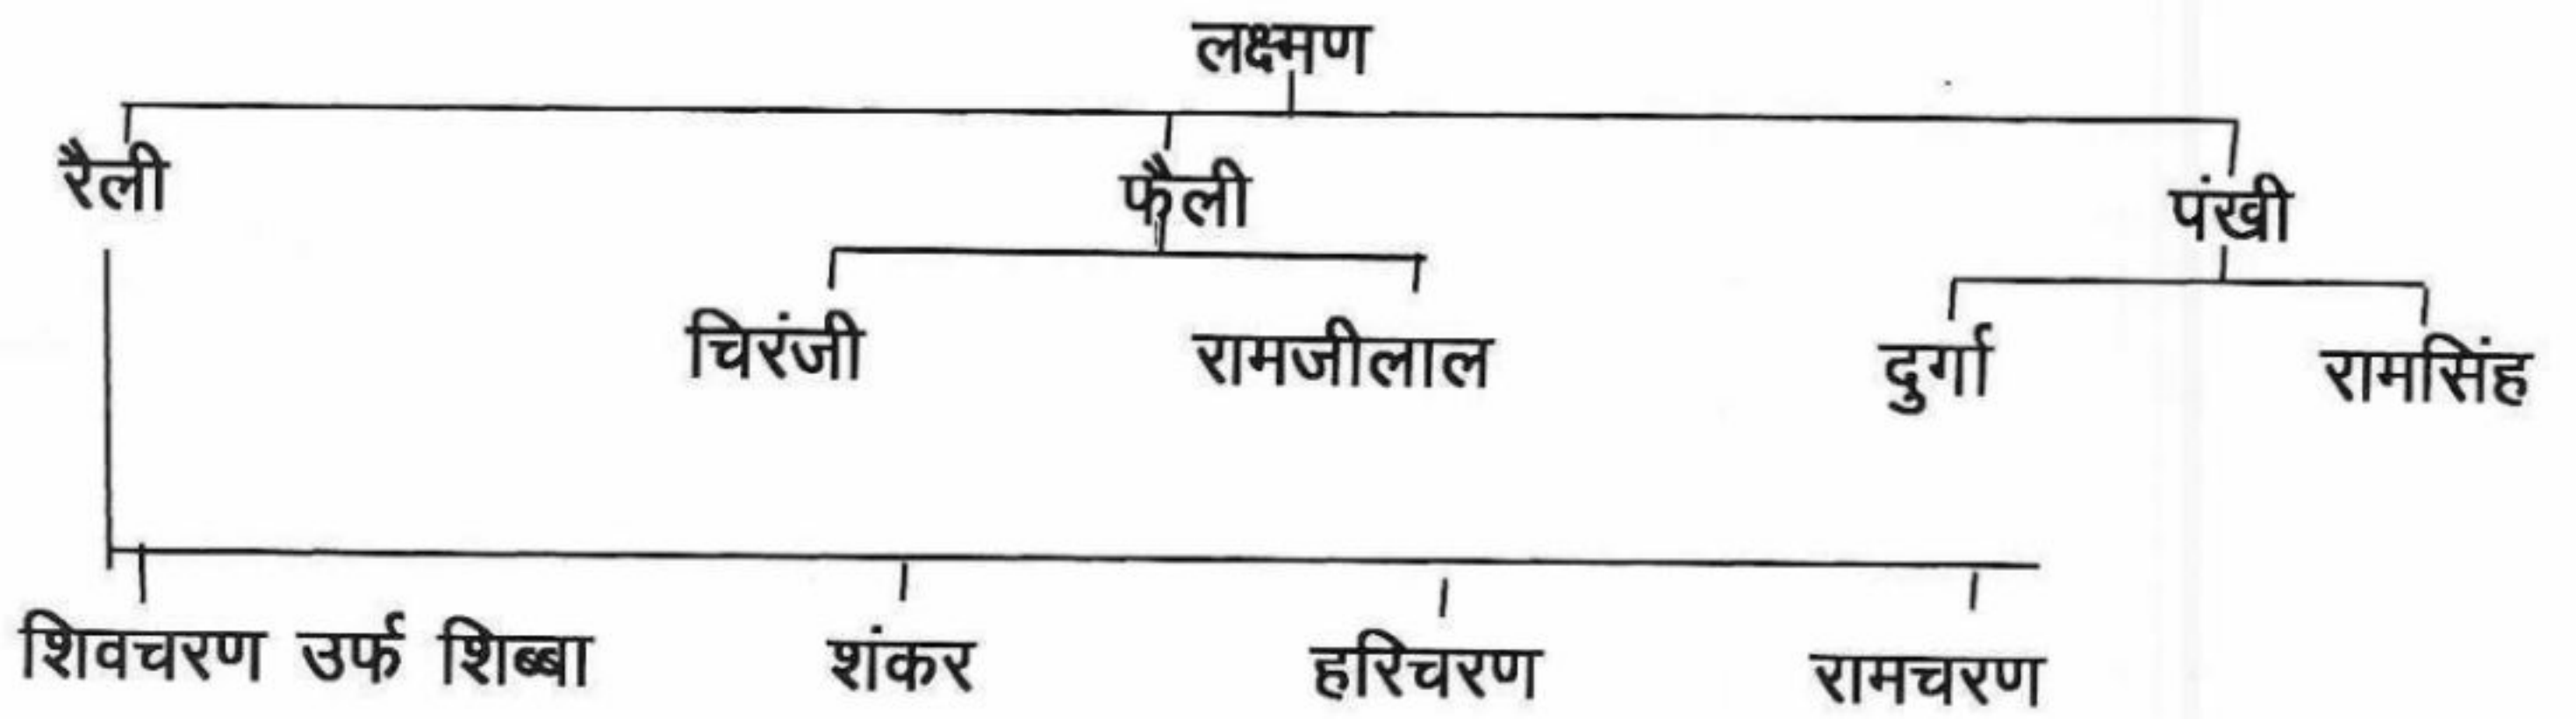 लक्ष्मण
रैली फैली पंखी
चिरंजी रामजीलाल दुर्गा रामसिंह
शिवचरण उर्फ शिब्बा शंकर हरिचरण रामचरण